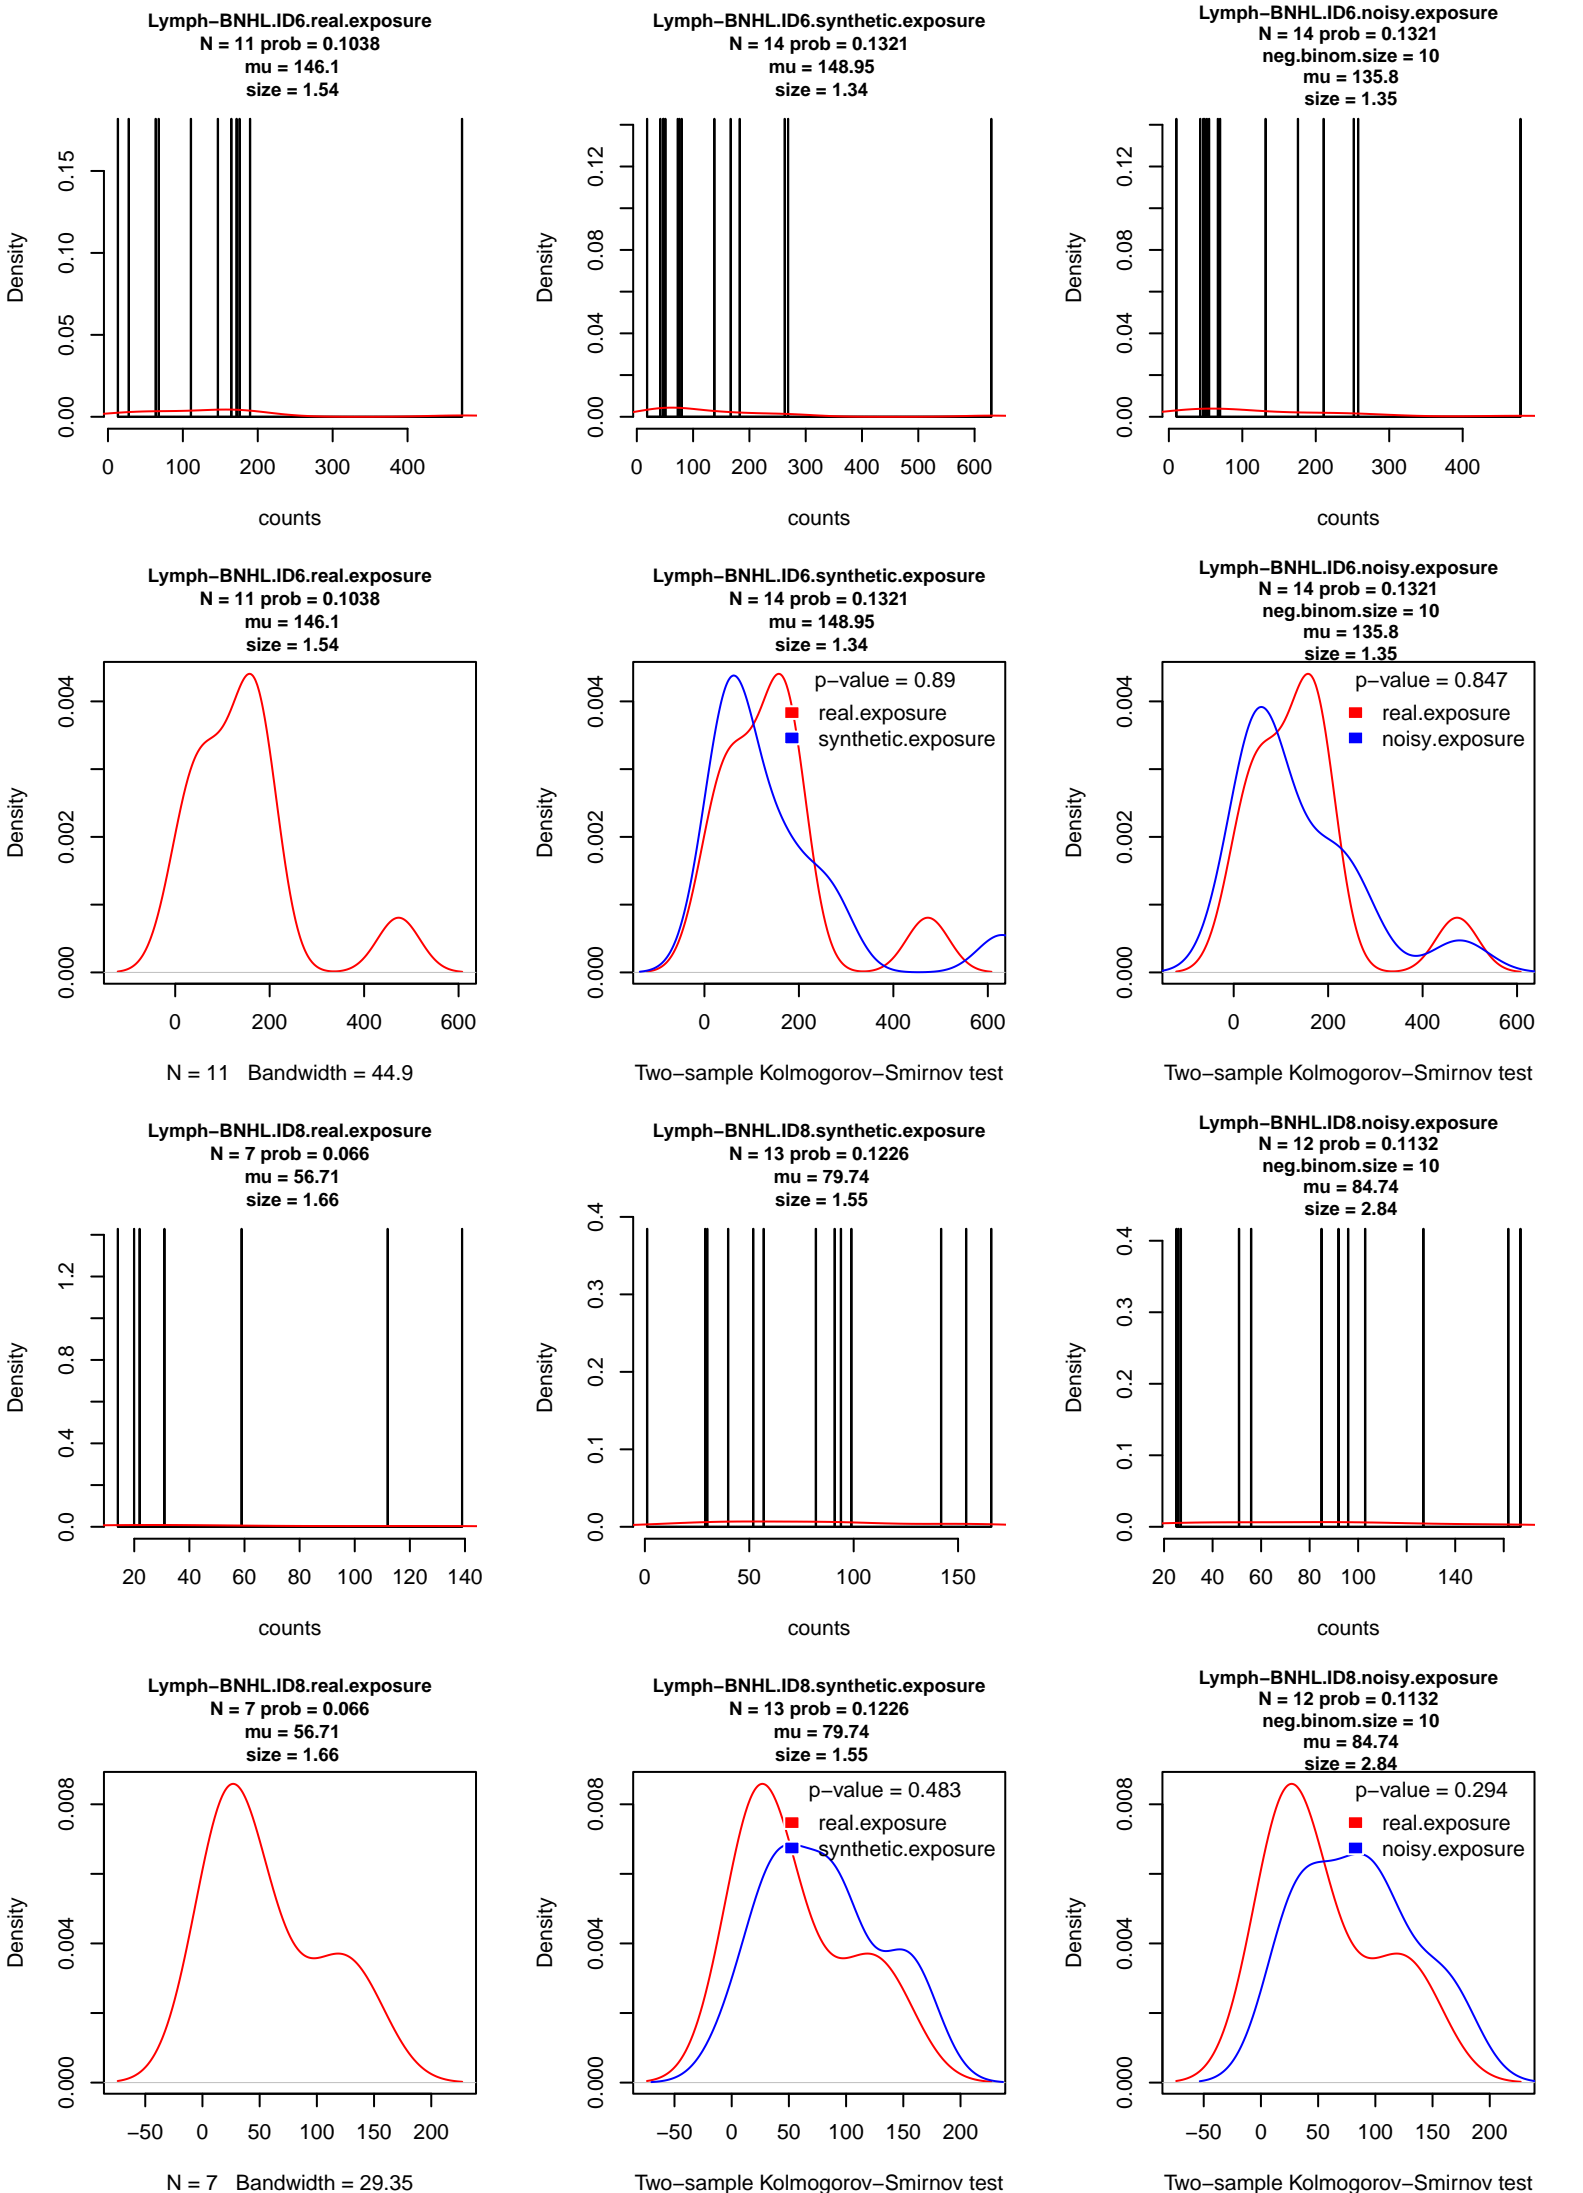 Lymph−BNHL.ID6.real.exposure
N = 11 prob = 0.1038
mu = 146.1
size = 1.54
Density
0.00 0.05 0.10 0.15
0 100 200 300 400
counts
Lymph−BNHL.ID6.synthetic.exposure
N = 14 prob = 0.1321
mu = 148.95
size = 1.34
Density
0.00 0.04 0.08 0.12
0 100 200 300 400 500 600
counts
Lymph−BNHL.ID6.noisy.exposure
N = 14 prob = 0.1321
neg.binom.size = 10
mu = 135.8
size = 1.35
Density
0.00 0.04 0.08 0.12
0 100 200 300 400
counts
Lymph−BNHL.ID6.real.exposure
N = 11 prob = 0.1038
mu = 146.1
size = 1.54
Density
0.000 0.002 0.004
0 200 400 600
N = 11 Bandwidth = 44.9
Lymph−BNHL.ID6.synthetic.exposure
N = 14 prob = 0.1321
mu = 148.95
size = 1.34
p−value = 0.89
real.exposure
synthetic.exposure
Density
0.000 0.002 0.004
0 200 400 600
Two−sample Kolmogorov−Smirnov test
Lymph−BNHL.ID6.noisy.exposure
N = 14 prob = 0.1321
neg.binom.size = 10
mu = 135.8
size = 1.35
p−value = 0.847
real.exposure
noisy.exposure
Density
0.000 0.002 0.004
0 200 400 600
Two−sample Kolmogorov−Smirnov test
Lymph−BNHL.ID8.real.exposure
N = 7 prob = 0.066
mu = 56.71
size = 1.66
Density
0.0 0.4 0.8 1.2
20 40 60 80 100 120 140
counts
Lymph−BNHL.ID8.synthetic.exposure
N = 13 prob = 0.1226
mu = 79.74
size = 1.55
Density
0.0 0.1 0.2 0.3 0.4
0 50 100 150
counts
Lymph−BNHL.ID8.noisy.exposure
N = 12 prob = 0.1132
neg.binom.size = 10
mu = 84.74
size = 2.84
Density
0.0 0.1 0.2 0.3 0.4
20 40 60 80 100 140
counts
Lymph−BNHL.ID8.real.exposure
N = 7 prob = 0.066
mu = 56.71
size = 1.66
Density
0.000 0.004 0.008
−50 0 50 100 150 200
N = 7 Bandwidth = 29.35
Lymph−BNHL.ID8.synthetic.exposure
N = 13 prob = 0.1226
mu = 79.74
size = 1.55
p−value = 0.483
real.exposure
synthetic.exposure
Density
0.000 0.004 0.008
−50 0 50 100 150 200
Two−sample Kolmogorov−Smirnov test
Lymph−BNHL.ID8.noisy.exposure
N = 12 prob = 0.1132
neg.binom.size = 10
mu = 84.74
size = 2.84
p−value = 0.294
real.exposure
noisy.exposure
Density
0.000 0.004 0.008
−50 0 50 100 150 200
Two−sample Kolmogorov−Smirnov test